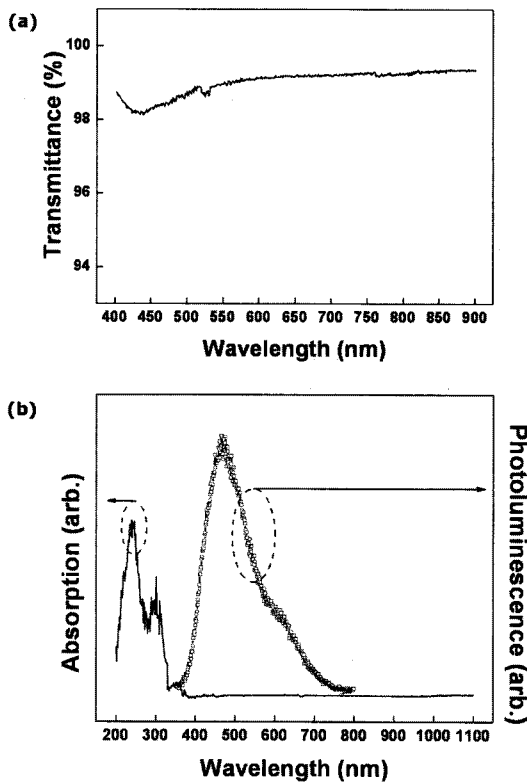 (a)
Transmittance (%)
100
98
96
94
400 450 500 550 600 650 700 750 800 850 900
Wavelength (nm)
(b)
Absorption (arb.)
Photoluminescence (arb.)
200 300 400 500 600 700 800 900 1000 1100
Wavelength (nm)